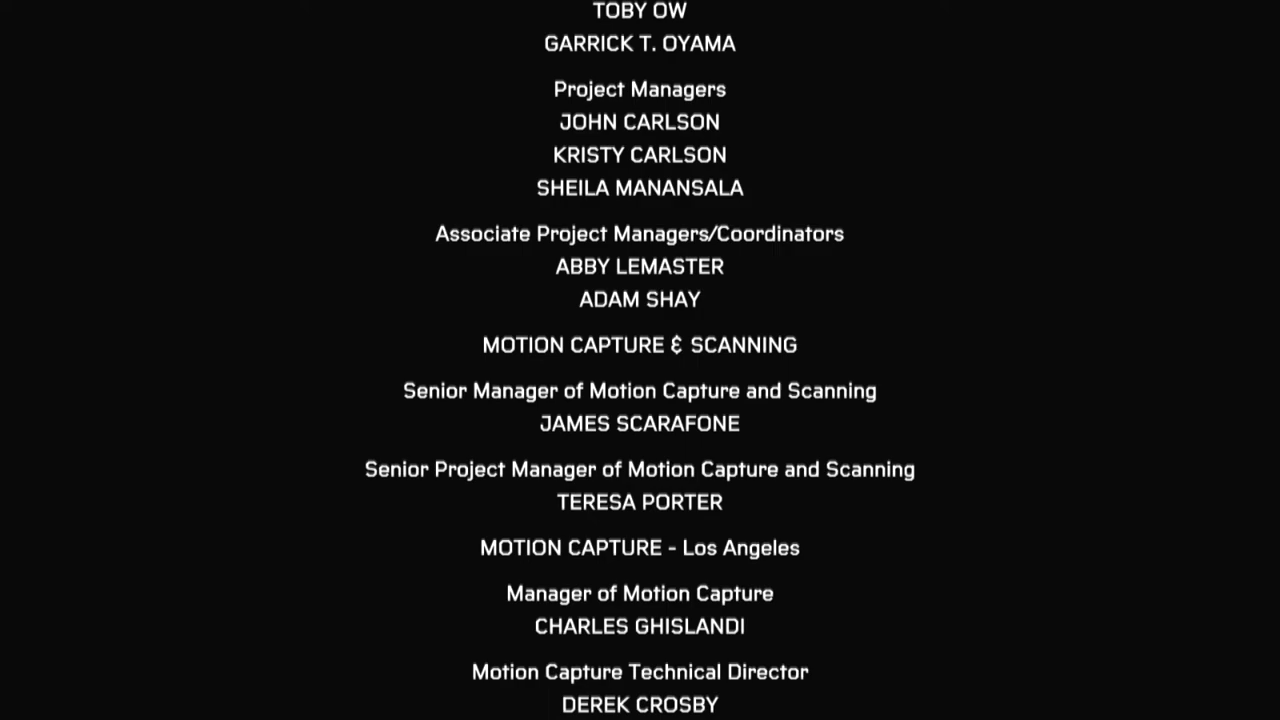 TOBY OW
GARRICK T. OYAMA
Project Managers
JOHN CARLSON
KRISTY CARLSON
SHEILA MANANSALA
Associate Project Managers/Coordinators
ABBY LEMASTER
ADAM SHAY
MOTION CAPTURE & SCANNING
Senior Manager of Motion Capture and Scanning
JAMES SCARAFONE
Senior Project Manager of Motion Capture and Scanning
TERESA PORTER
MOTION CAPTURE - Los Angeles
Manager of Motion Capture
CHARLES GHISLANDI
Motion Capture Technical Director
DEREK CROSBY